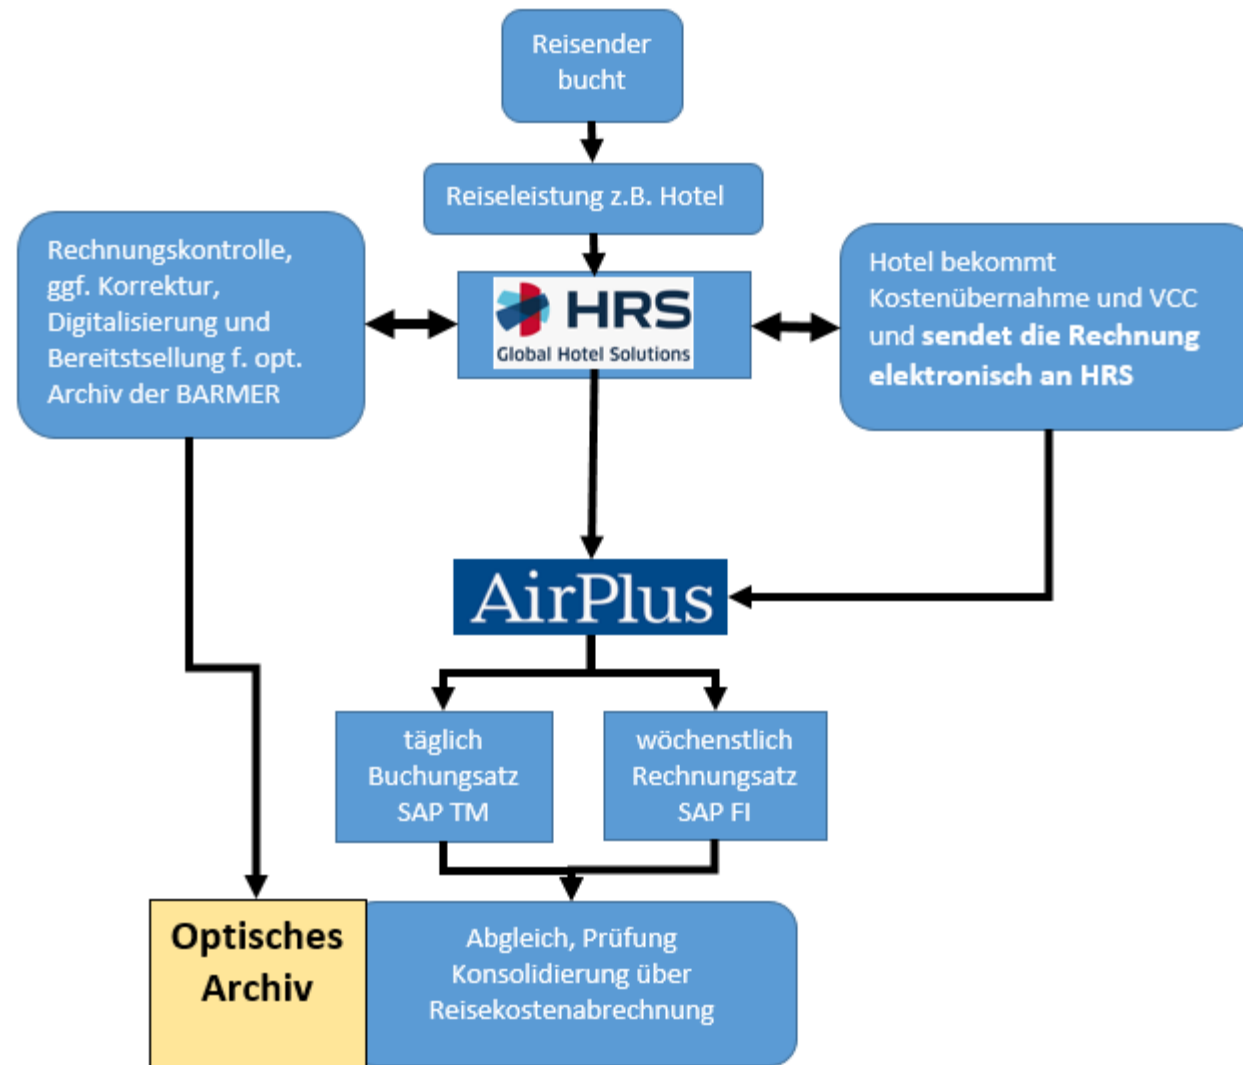 Reisender
bucht
Reiseleistung z.B. Hotel
Rechnungskontrolle,
ggf. Korrektur,
Digitalisierung und
Bereitstsellung f. opt.
Archiv der BARMER
HRS
Global Hotel Solutions
Hotel bekommt
Kostenübernahme und VCC
und sendet die Rechnung
elektronisch an HRS
AirPlus
täglich
Buchungsatz
SAP TM
wöchenstlich
Rechnungsatz
SAP FI
Optisches
Archiv
Abgleich, Prüfung
Konsolidierung über
Reisekostenabrechnung